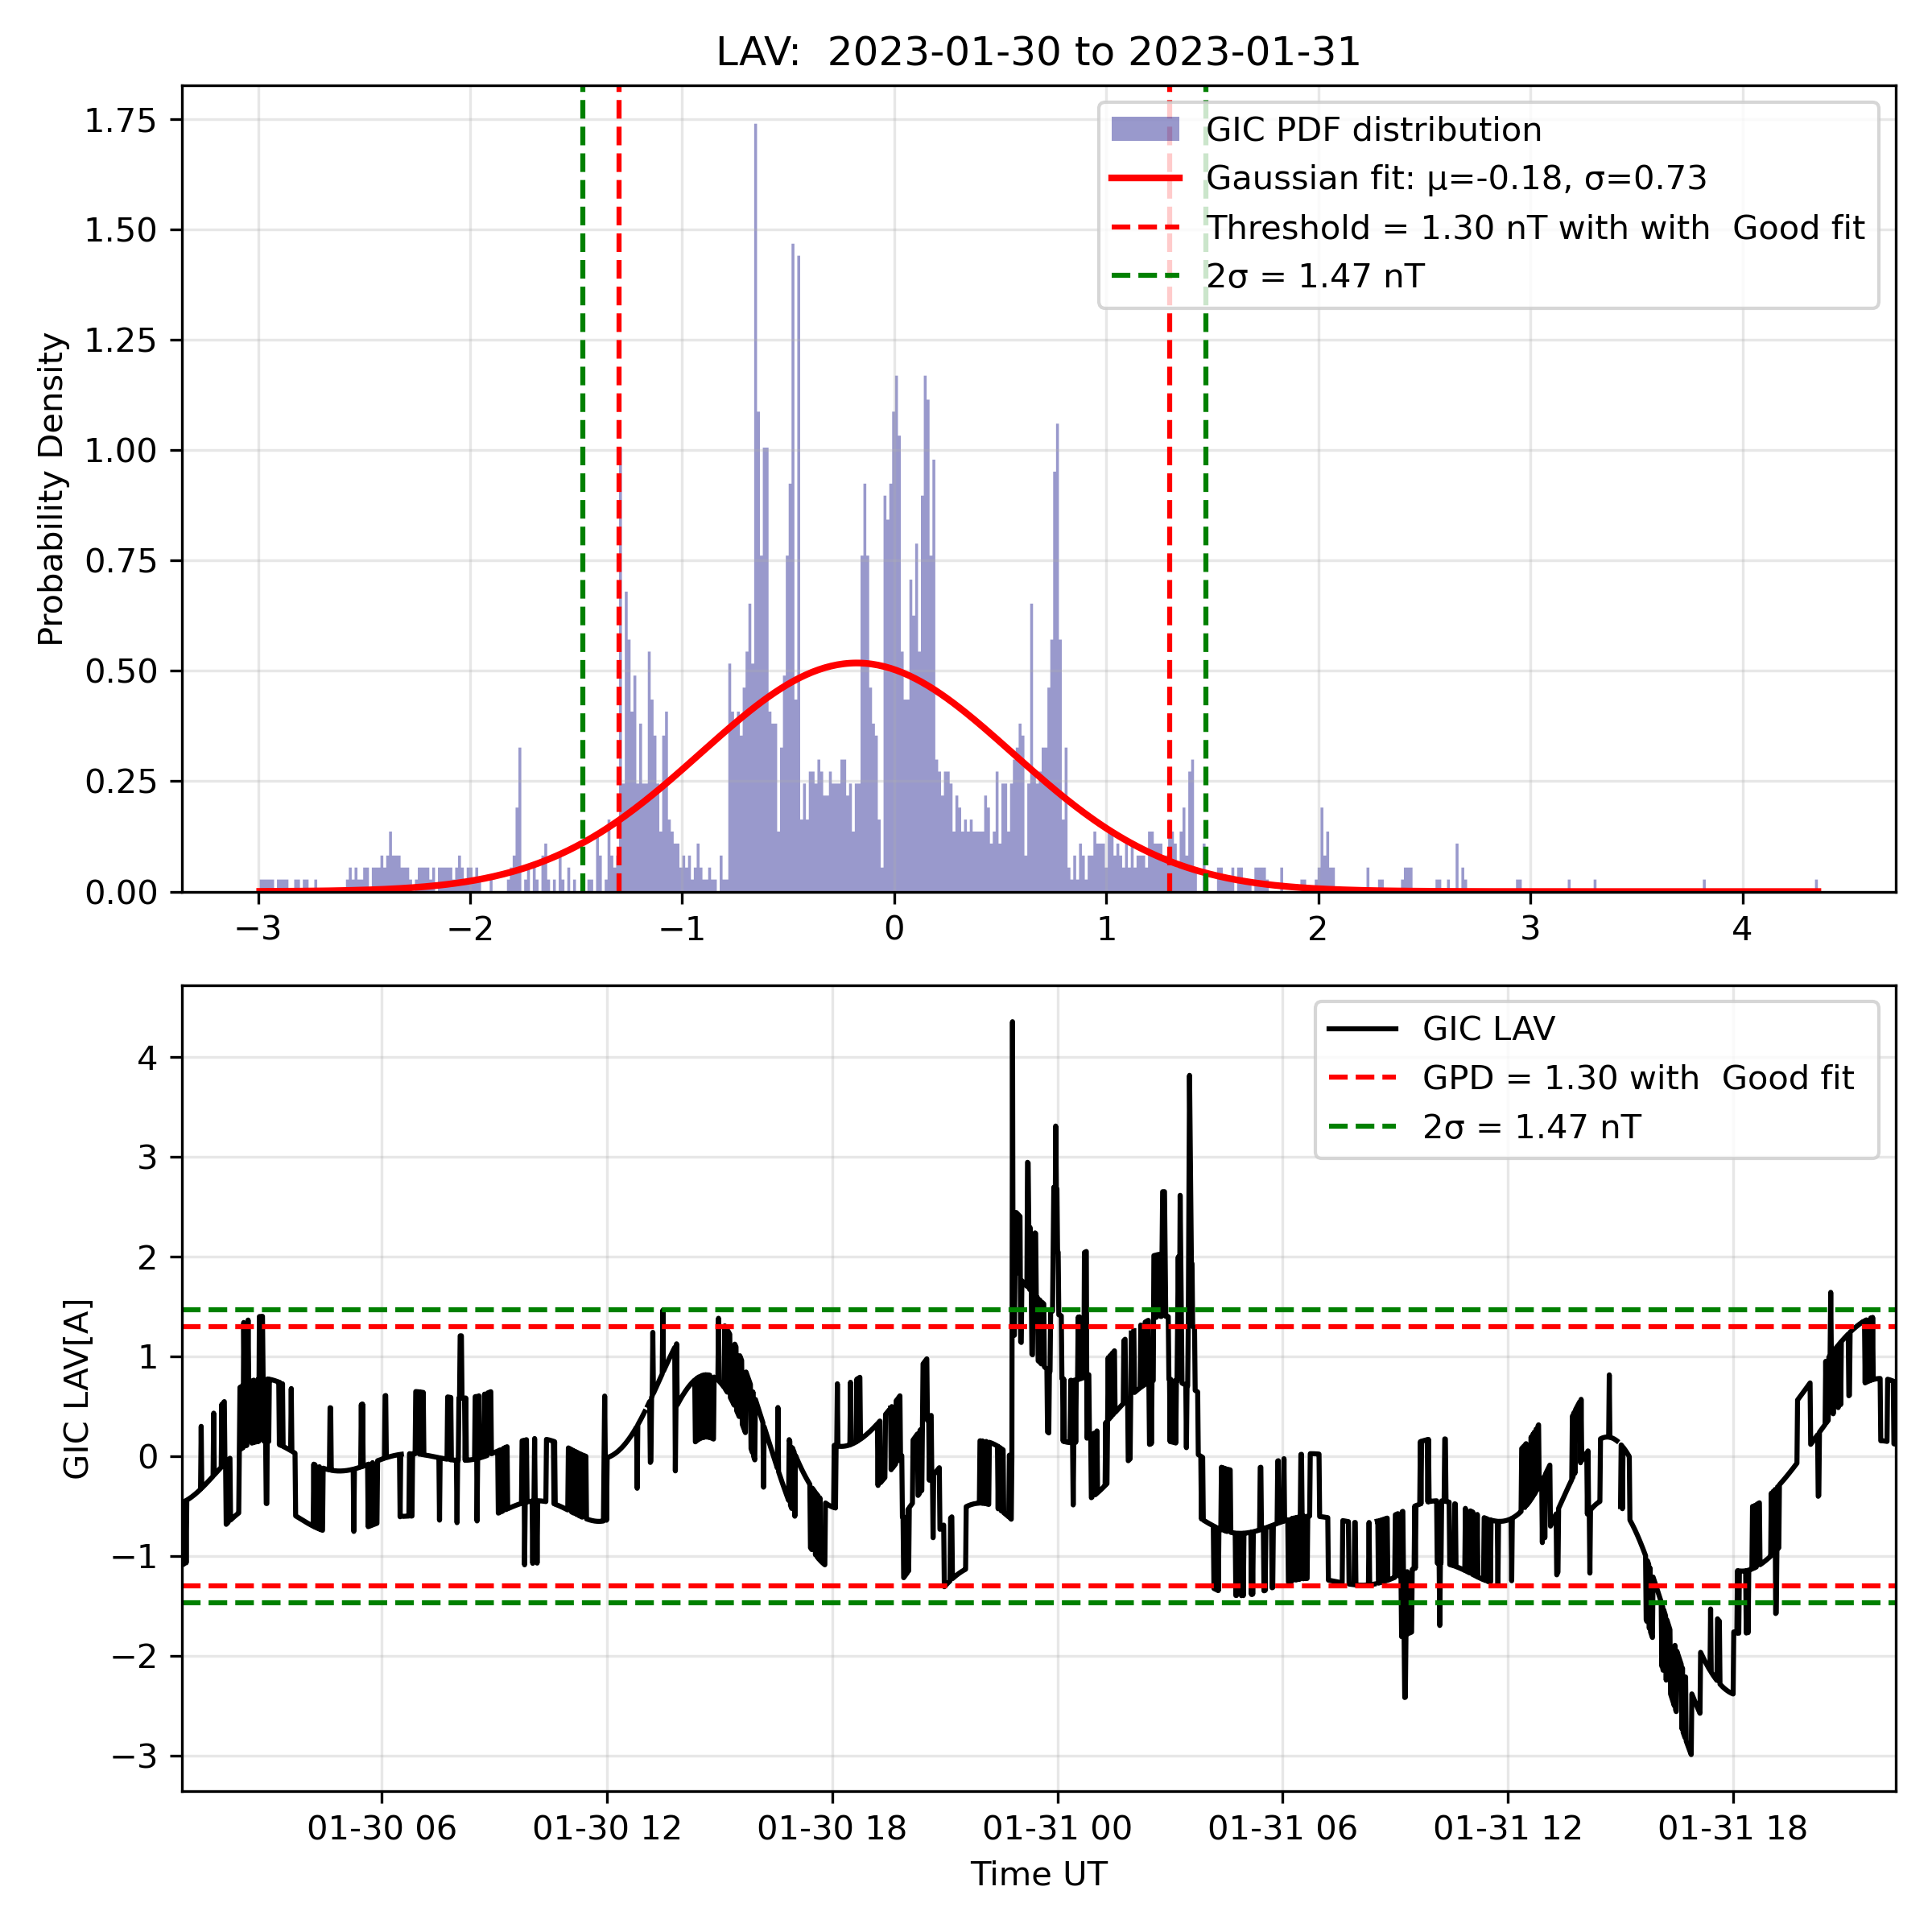 LAV:  2023-01-30 to 2023-01-31
Probability Density
1.75
1.50
1.25
1.00
0.75
0.50
0.25
0.00
GIC PDF distribution
Gaussian fit: μ=-0.18, σ=0.73
Threshold = 1.30 nT with with  Good fit
2σ = 1.47 nT
−3 −2 −1 0 1 2 3 4
GIC LAV[A]
4
3
2
1
0
−1
−2
−3
GIC LAV
GPD = 1.30 with  Good fit
2σ = 1.47 nT
01-30 06 01-30 12 01-30 18 01-31 00 01-31 06 01-31 12 01-31 18
Time UT